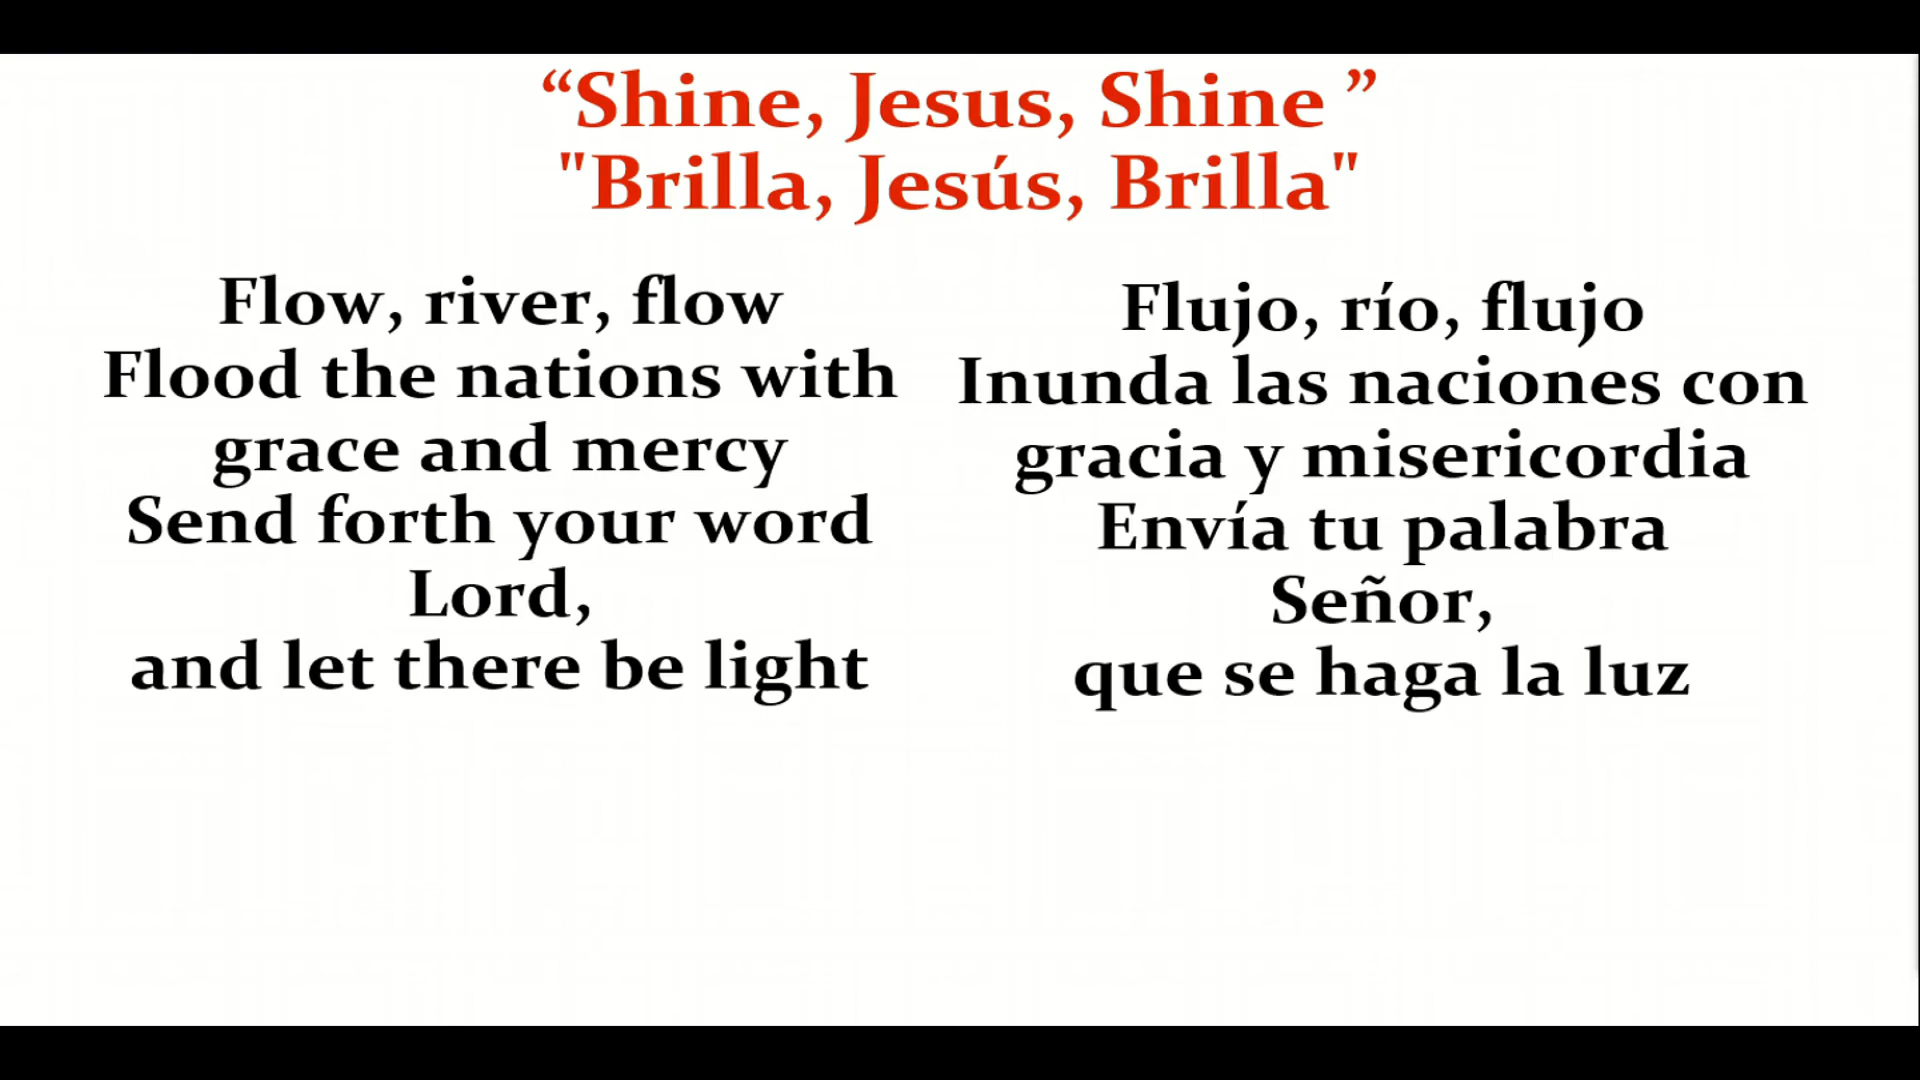 “Shine, Jesus, Shine ”
"Brilla, Jesús, Brilla"
Flow, river, flow
Flood the nations with
grace and mercy
Send forth your word
Lord,
and let there be light
Flujo, río, flujo
Inunda las naciones con
gracia y misericordia
Envía tu palabra
Señor,
que se haga la luz